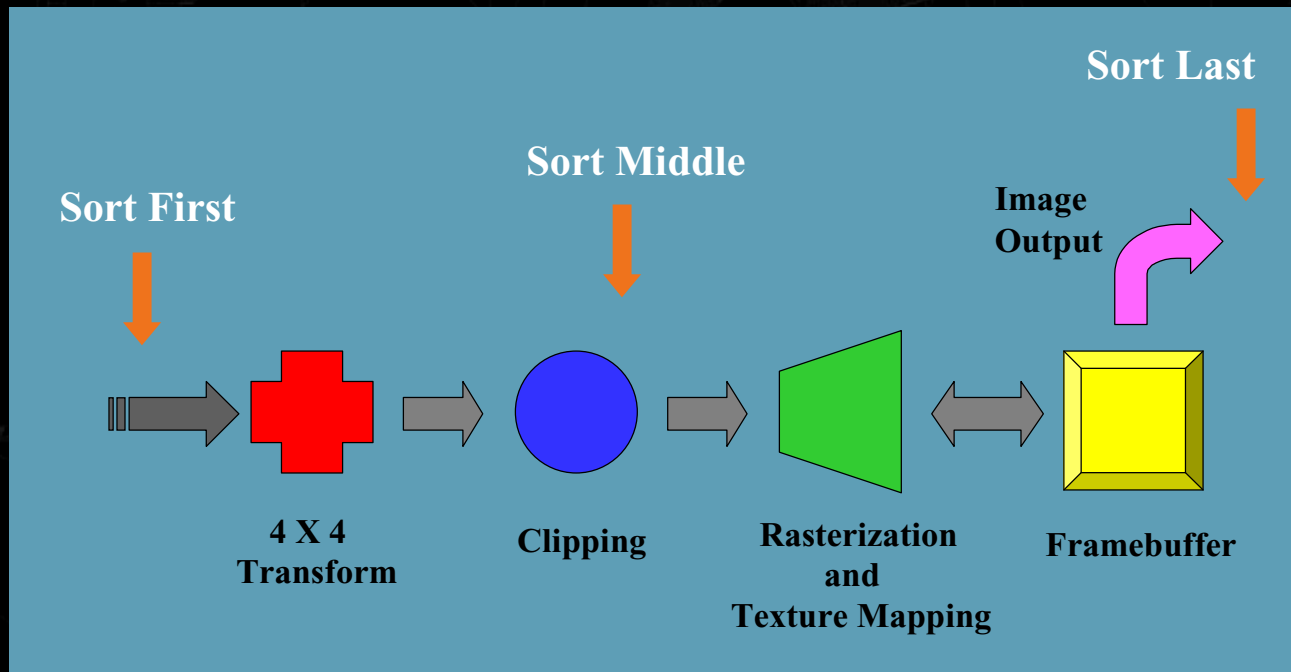 Sort Last
Sort Middle
Sort First
Image
Output
4 X 4
Transform
Clipping
Rasterization
and
Texture Mapping
Framebuffer